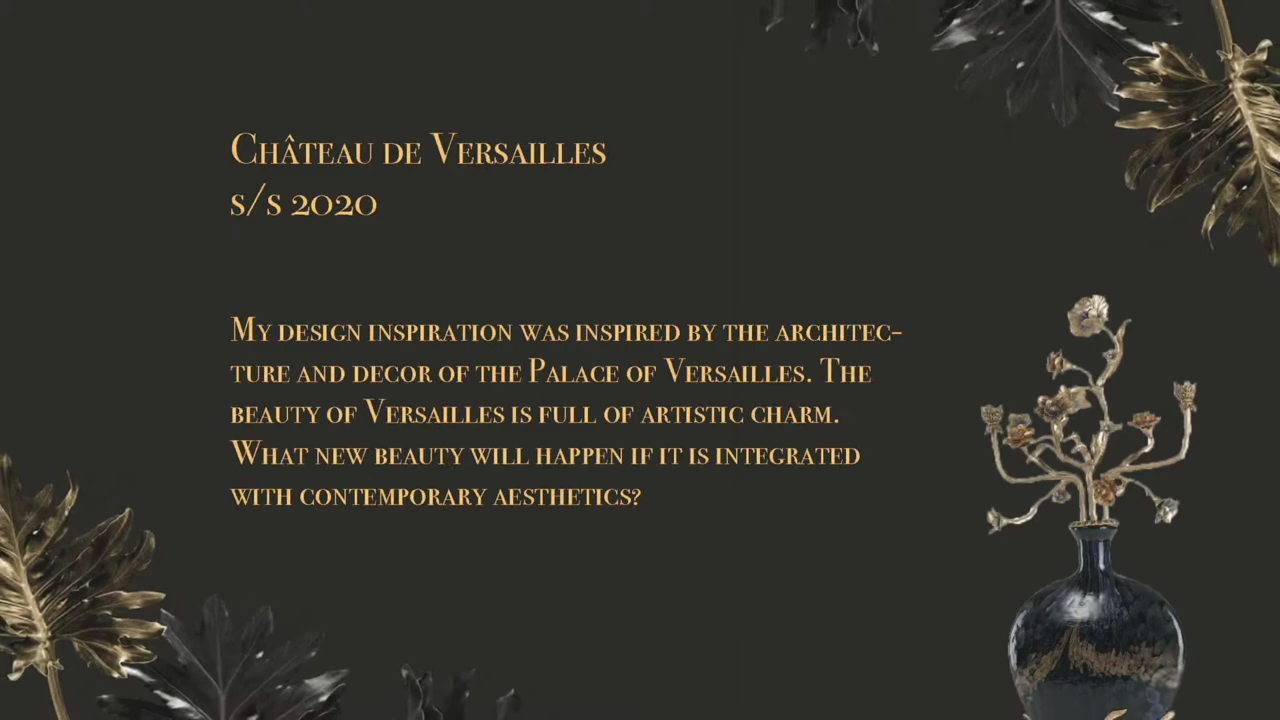 Château de Versailles
s/s 2020
My design inspiration was inspired by the architec-
ture and decor of the Palace of Versailles. The
beauty of Versailles is full of artistic charm.
What new beauty will happen if it is integrated
with contemporary aesthetics?